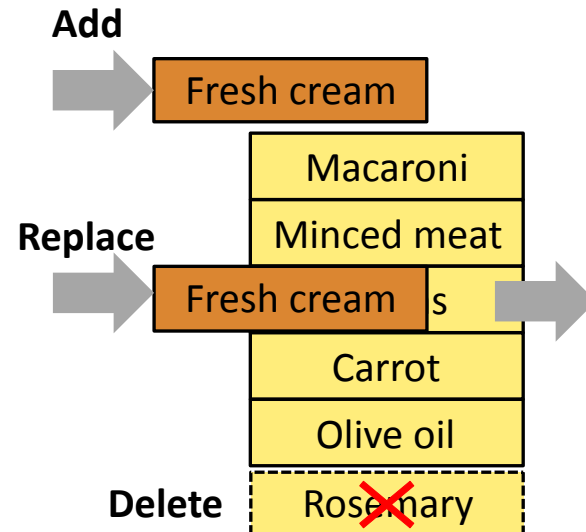 Add
Fresh cream
Macaroni
Minced meat
Replace
Fresh cream
s
Carrot
Olive oil
Delete
Rosemary